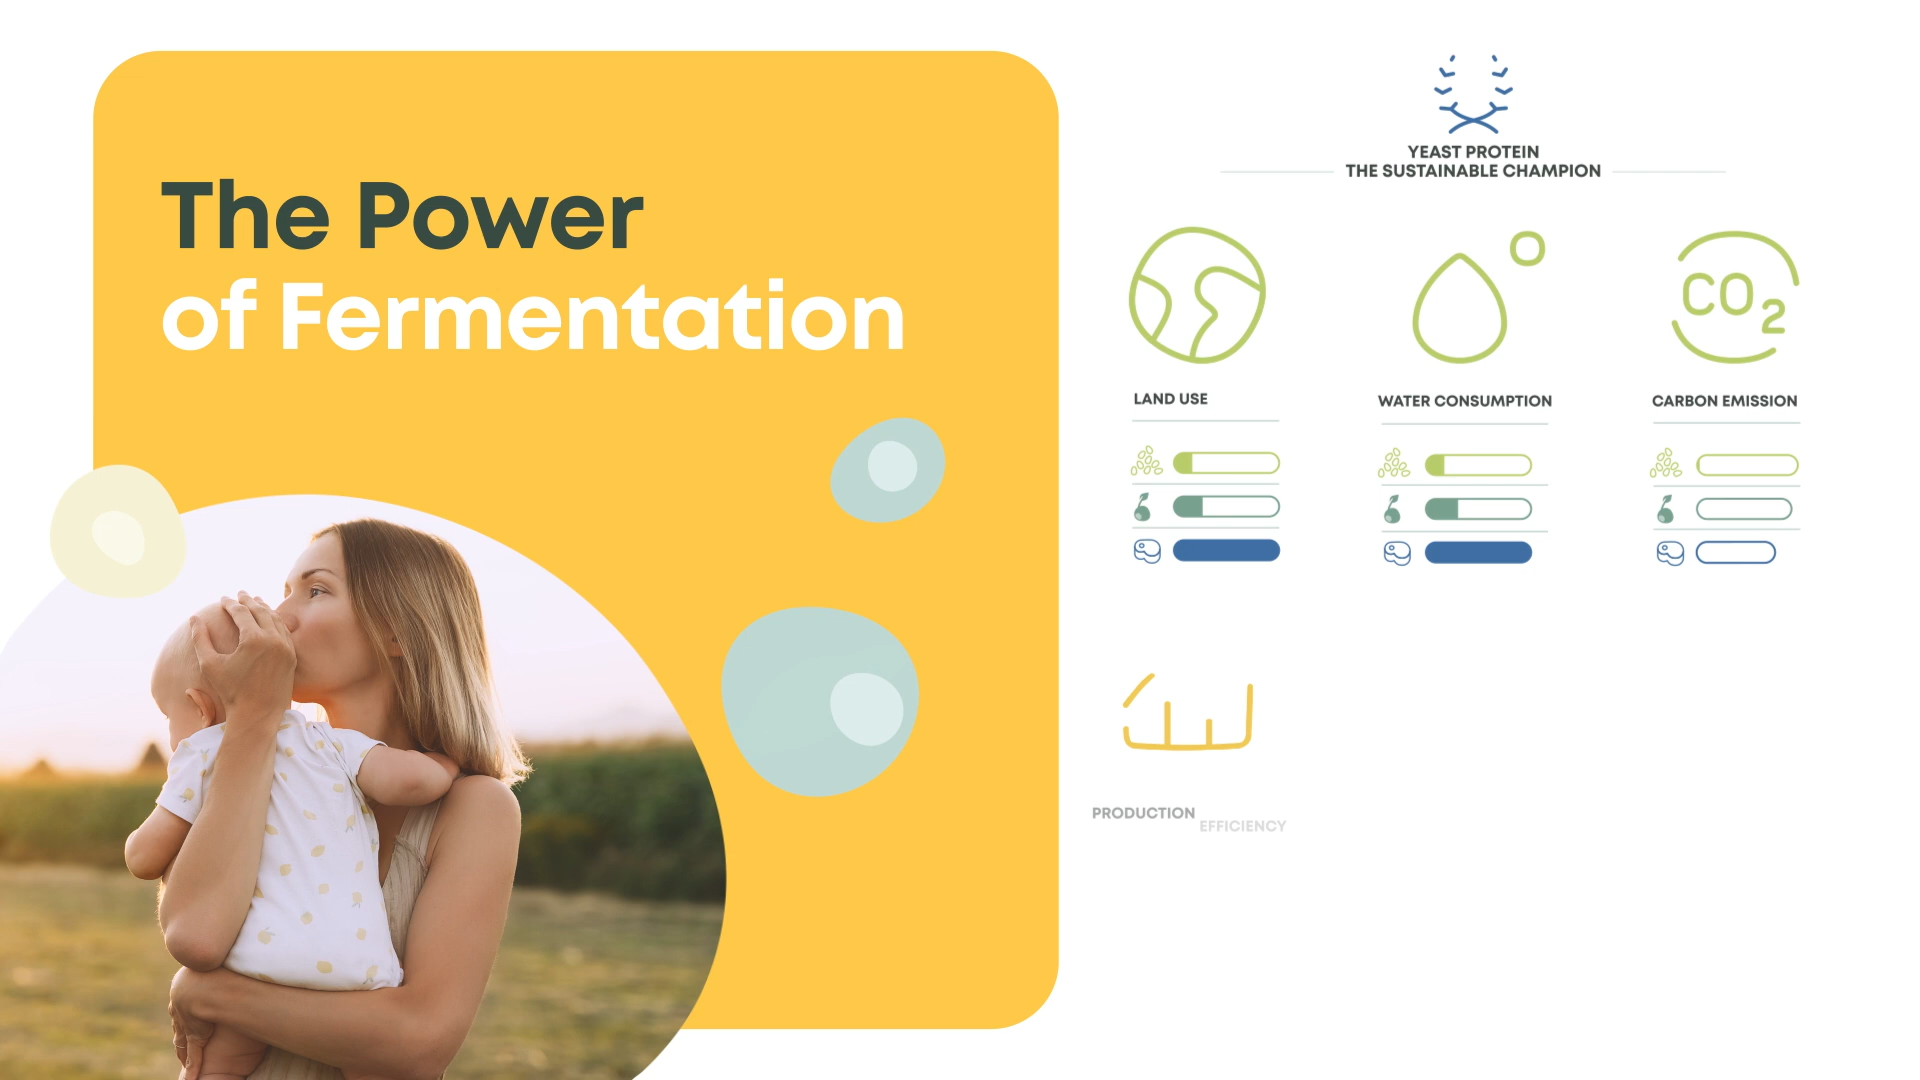 The Power
of Fermentation
YEAST PROTEIN
THE SUSTAINABLE CHAMPION
CO2
LAND USE
WATER CONSUMPTION
CARBON EMISSION
PRODUCTION
EFFICIENCY